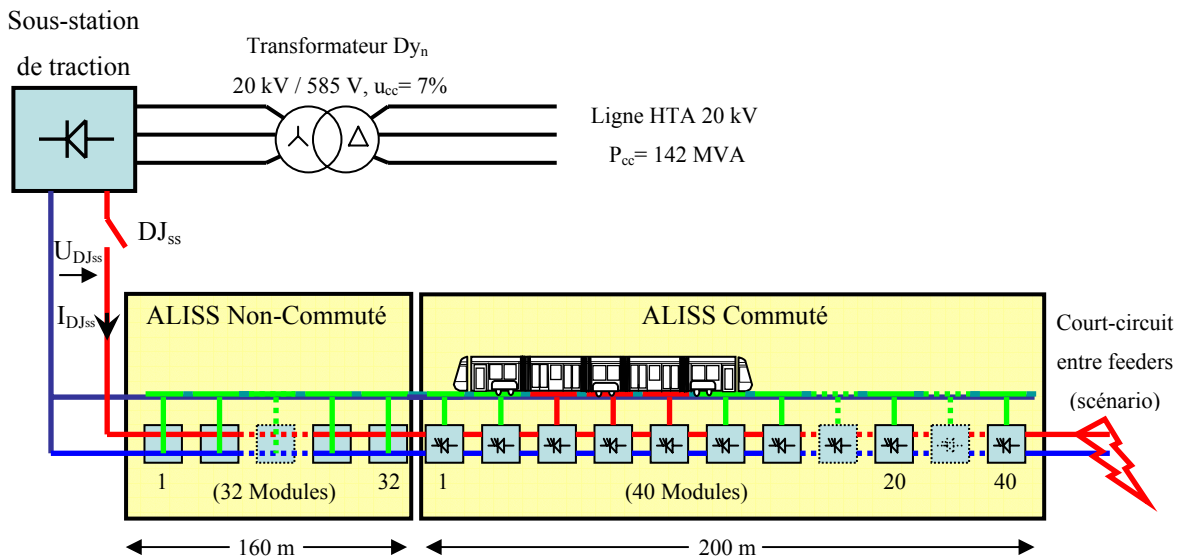 Sous-station
de traction
Transformateur Dyn
20 kV / 585 V, ucc= 7%
Ligne HTA 20 kV
Pcc= 142 MVA
DJss
UDJss
IDJss
ALISS Non-Commuté
ALISS Commuté
Court-circuit
entre feeders
(scénario)
1
(32 Modules)
32
1
(40 Modules)
20
40
160 m
200 m